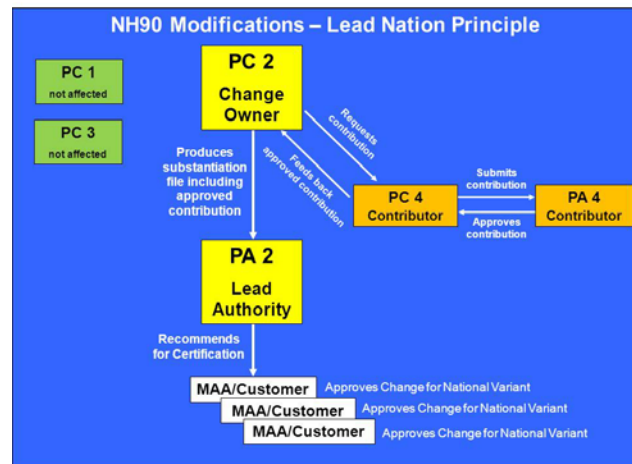 NH90 Modifications – Lead Nation Principle
PC 1
not affected
PC 3
not affected
PC 2
Change
Owner
Requests
contribution
Feeds back
approved contribution
Produces
substantiation
file including
approved
contribution
PC 4
Contributor
Submits
contribution
Approves
contribution
PA 4
Contributor
PA 2
Lead
Authority
Recommends
for Certification
MAA/Customer Approves Change for National Variant
MAA/Customer Approves Change for National Variant
MAA/Customer Approves Change for National Variant